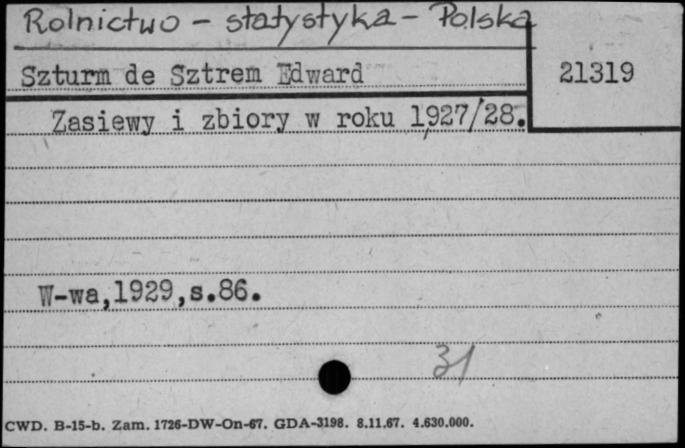 Rolnictwo - statystyka - Polska
Szturm de Sztrem Edward
21319
Zasiewy i zbiory w roku 1927/28.
W-wa,1929,s.86.
31
CWD. B-15-b. Zam. 1726-DW-On-67. GDA-3198. 8.11.67. 4.630.000.